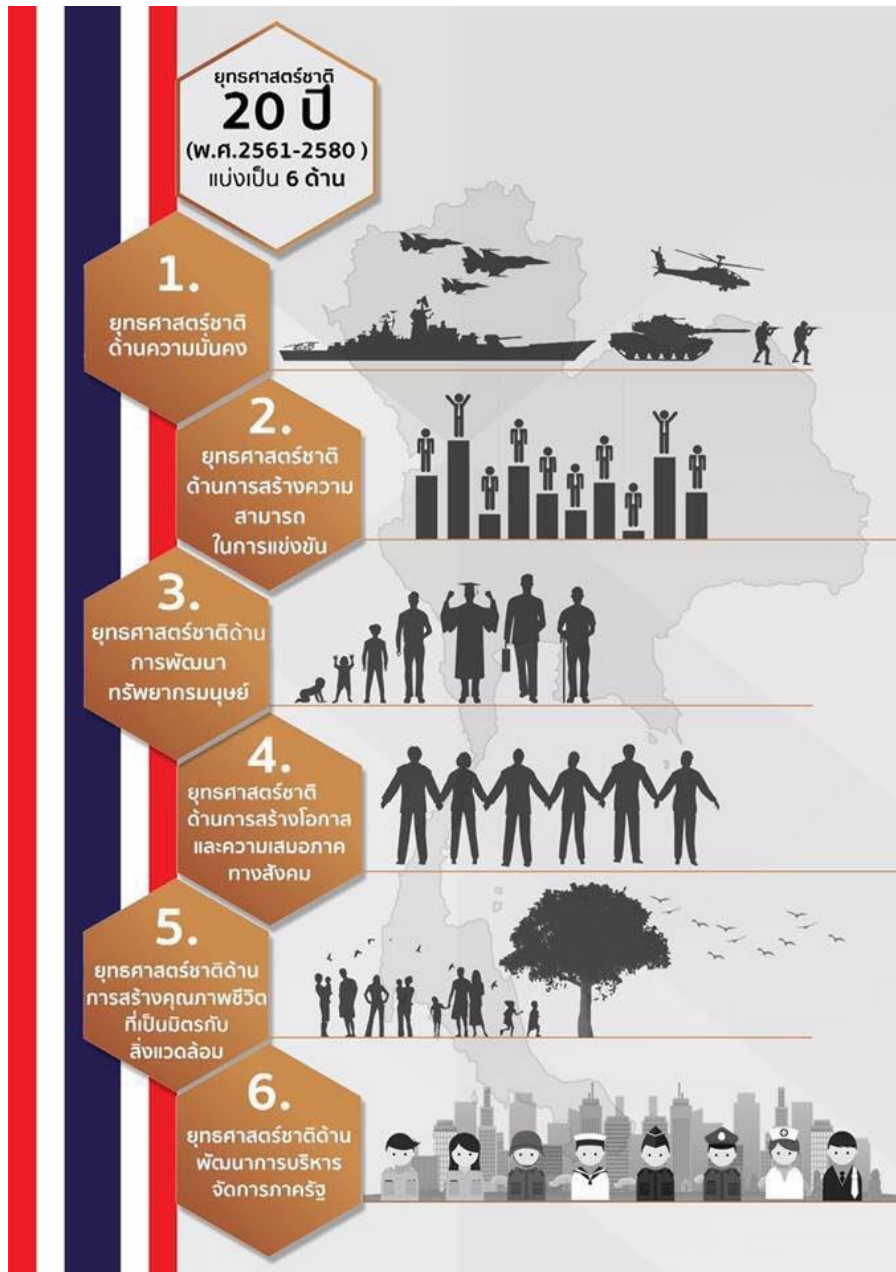 ยุทธศาสตร์ชาติ
20 ปี
(พ.ศ.2561-2580 )
แบ่งเป็น 6 ด้าน
1.
ยุทธศาสตร์ชาติ
ด้านความมั่นคง
2.
ยุทธศาสตร์ชาติ
ด้านการสร้างความ
สามารถ
ในการแข่งขัน
3.
ยุทธศาสตร์ชาติด้าน
การพัฒนา
ทรัพยากรมนุษย์
4.
ยุทธศาสตร์ชาติ
ด้านการสร้างโอกาส
และความเสมอภาค
ทางสังคม
5.
ยุทธศาสตร์ชาติด้าน
การสร้างคุณภาพชีวิต
ที่เป็นมิตรกับ
สิ่งแวดล้อม
6.
ยุทธศาสตร์ชาติด้าน
พัฒนาการบริหาร
จัดการภาครัฐ